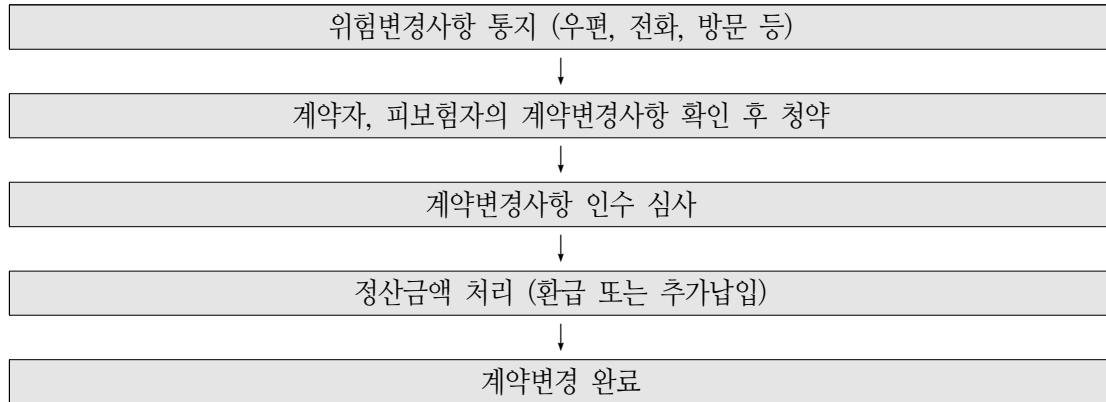 위험변경사항 통지 (우편, 전화, 방문 등)
계약자, 피보험자의 계약변경사항 확인 후 청약
계약변경사항 인수 심사
정산금액 처리 (환급 또는 추가납입)
계약변경 완료